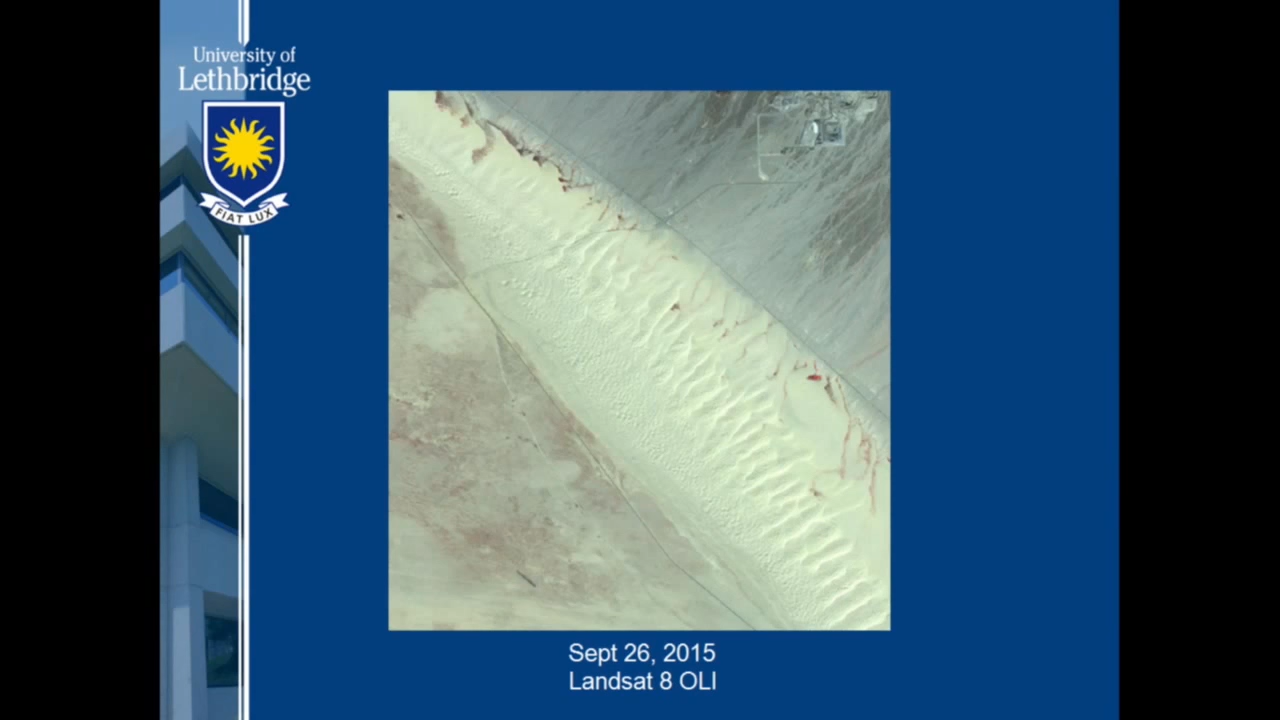 University of
Lethbridge
FIAT LUX
Sept 26, 2015
Landsat 8 OLI